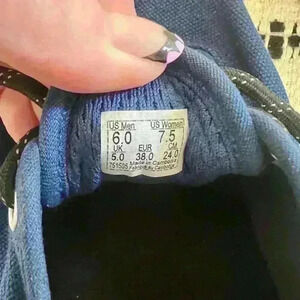 US Men US Women
6.0 7.5
UK EUR CM
5.0 38.0 24.0
Made in Cambodia